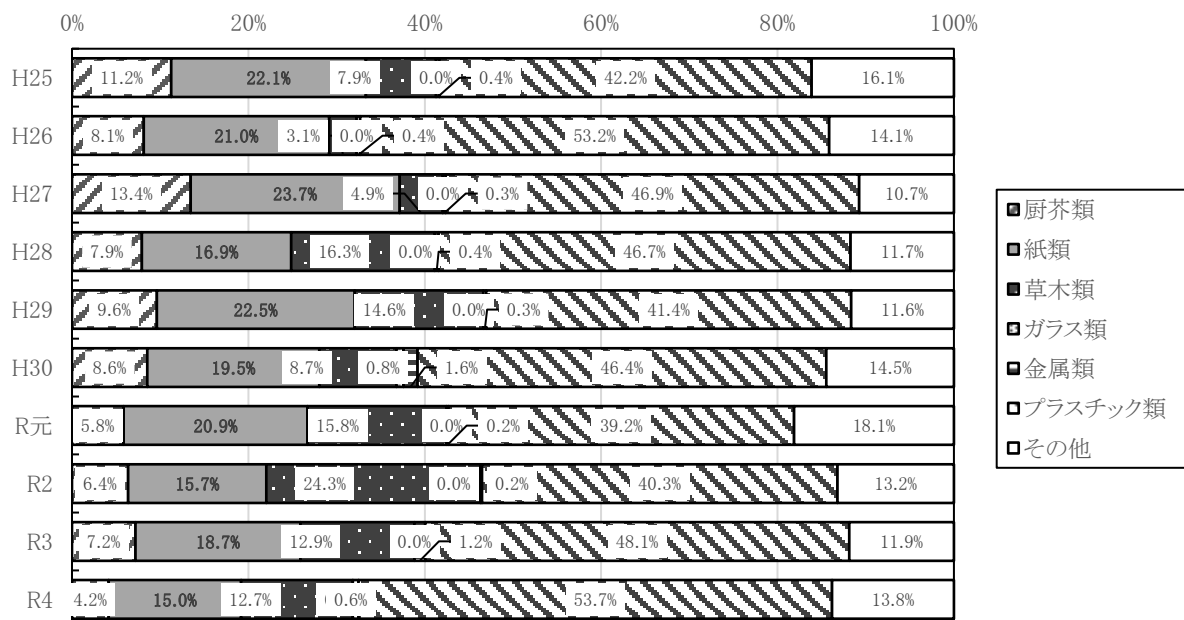 0% 20% 40% 60% 80% 100%
H25 11.2% 22.1% 7.9% 0.0% 0.4% 42.2% 16.1%
H26 8.1% 21.0% 3.1% 0.0% 0.4% 53.2% 14.1%
H27 13.4% 23.7% 4.9% 0.0% 0.3% 46.9% 10.7%
H28 7.9% 16.9% 16.3% 0.0% 0.4% 46.7% 11.7%
H29 9.6% 22.5% 14.6% 0.0% 0.3% 41.4% 11.6%
H30 8.6% 19.5% 8.7% 0.8% 1.6% 46.4% 14.5%
R元 5.8% 20.9% 15.8% 0.0% 0.2% 39.2% 18.1%
R2 6.4% 15.7% 24.3% 0.0% 0.2% 40.3% 13.2%
R3 7.2% 18.7% 12.9% 0.0% 1.2% 48.1% 11.9%
R4 4.2% 15.0% 12.7% 0.6% 53.7% 13.8%
厨芥類
紙類
草木類
ガラス類
金属類
プラスチック類
その他